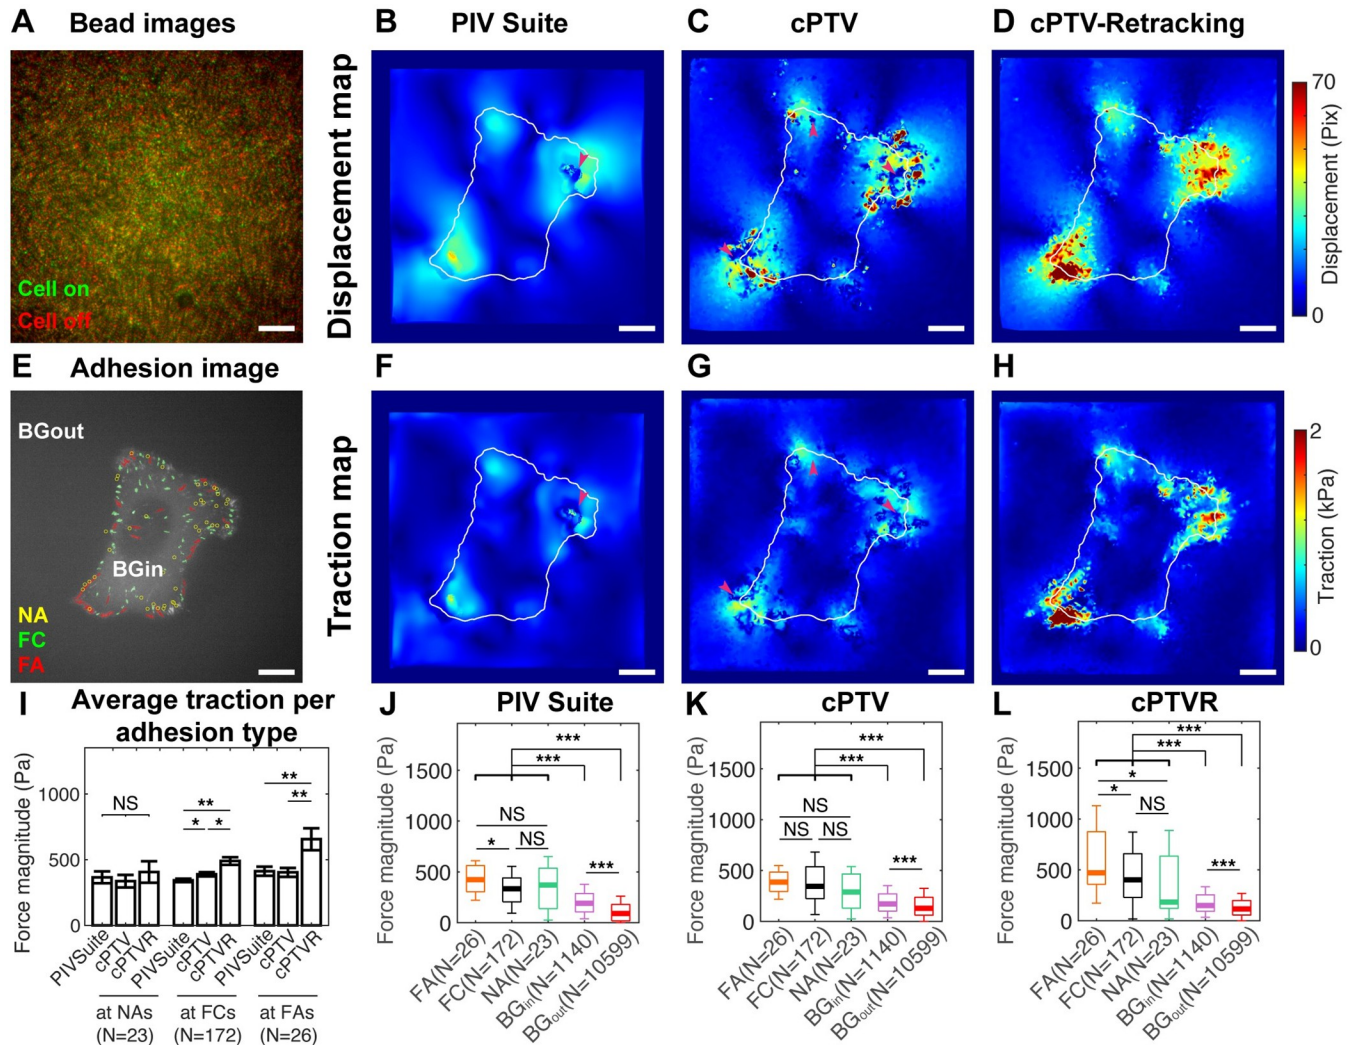 A Bead images
B PIV Suite
C cPTV
D cPTV-Retracking
Cell on
Cell off
Displacement map
70
Displacement (Pix)
0
E Adhesion image
F
G
H
BGout
BGin
NA
FC
FA
Traction map
2
Traction (kPa)
0
I Average traction per
adhesion type
Force magnitude (Pa)
1000
500
0
NS
** * *
** **
PIVSuite cPTV cPTVR PIVSuite cPTV cPTVR PIVSuite cPTV cPTVR
at NAs at FCs at FAs
(N=23) (N=172) (N=26)
J PIV Suite
Force magnitude (Pa)
1500
1000
500
0
***
***
NS
* NS
***
FA(N=26) FC(N=172) NA(N=23) BGin(N=1140) BGout(N=10599)
K cPTV
Force magnitude (Pa)
1500
1000
500
0
***
***
NS
NS NS
***
FA(N=26) FC(N=172) NA(N=23) BGin(N=1140) BGout(N=10599)
L cPTVR
Force magnitude (Pa)
1500
1000
500
0
***
***
*
* NS
***
FA(N=26) FC(N=172) NA(N=23) BGin(N=1140) BGout(N=10599)